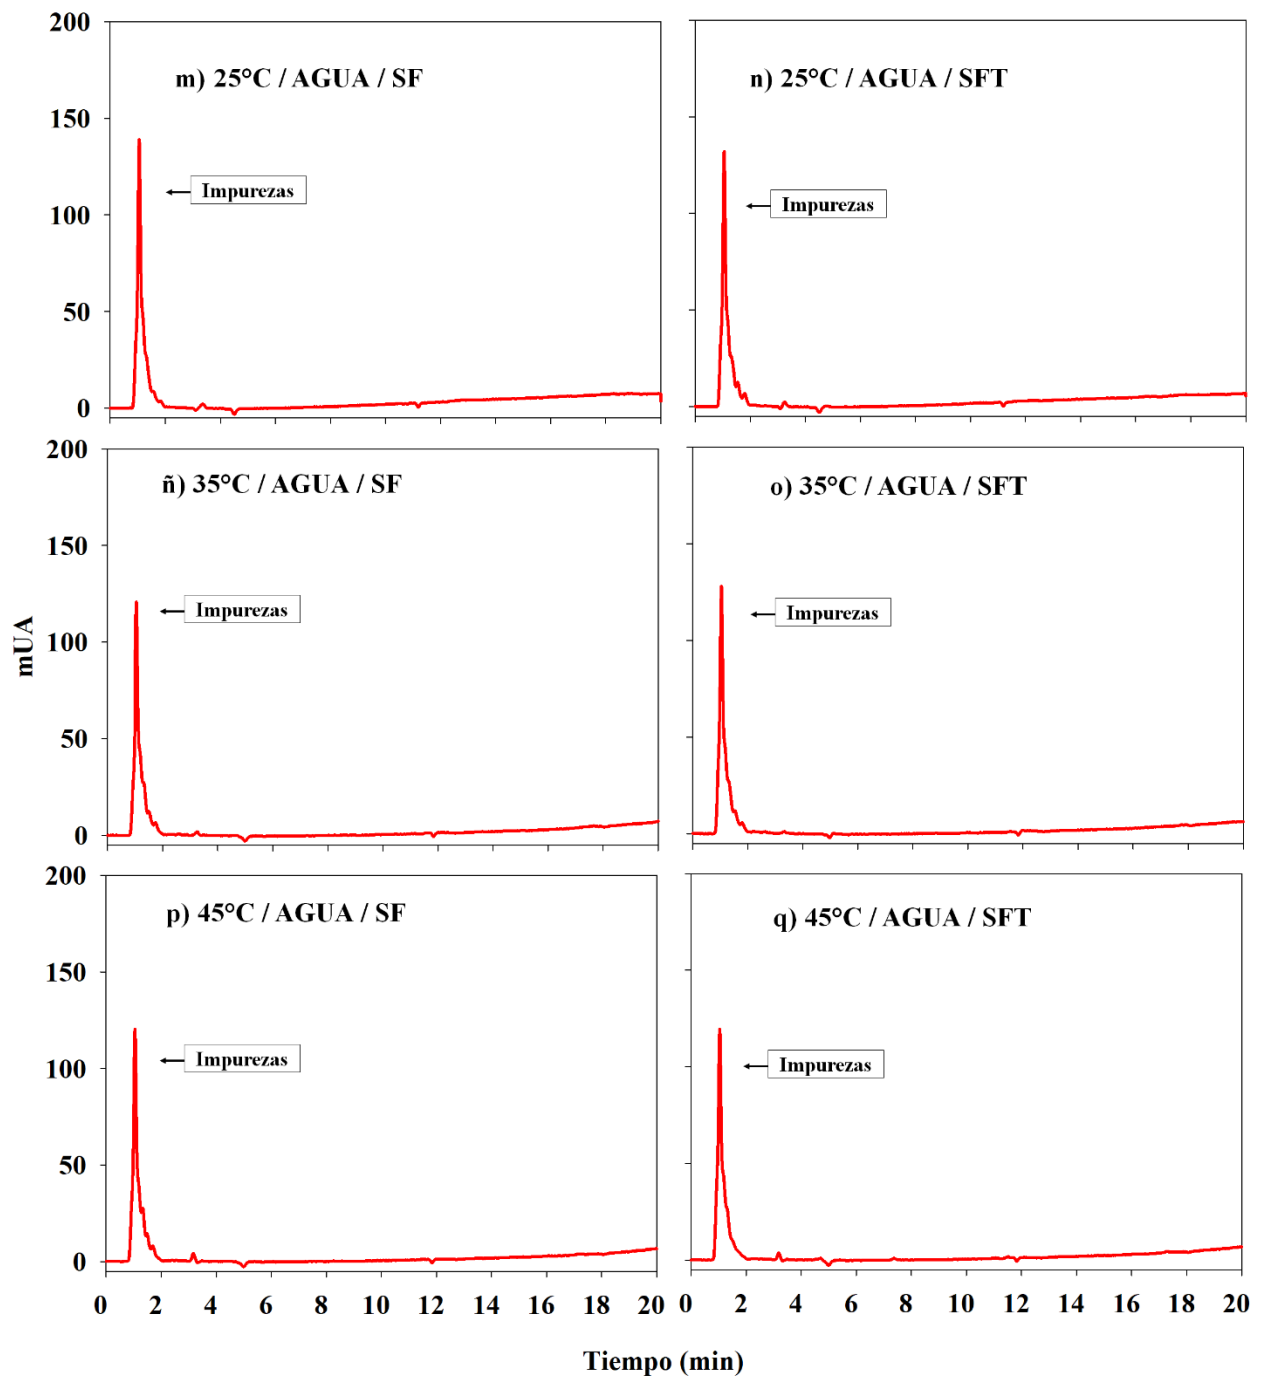 200
150
100
50
0
m) 25°C / AGUA / SF
Impurezas
n) 25°C / AGUA / SFT
Impurezas
200
150
100
50
0
ñ) 35°C / AGUA / SF
Impurezas
o) 35°C / AGUA / SFT
Impurezas
mUA
200
150
100
50
0
p) 45°C / AGUA / SF
Impurezas
q) 45°C / AGUA / SFT
Impurezas
0 2 4 6 8 10 12 14 16 18 20
0 2 4 6 8 10 12 14 16 18 20
Tiempo (min)